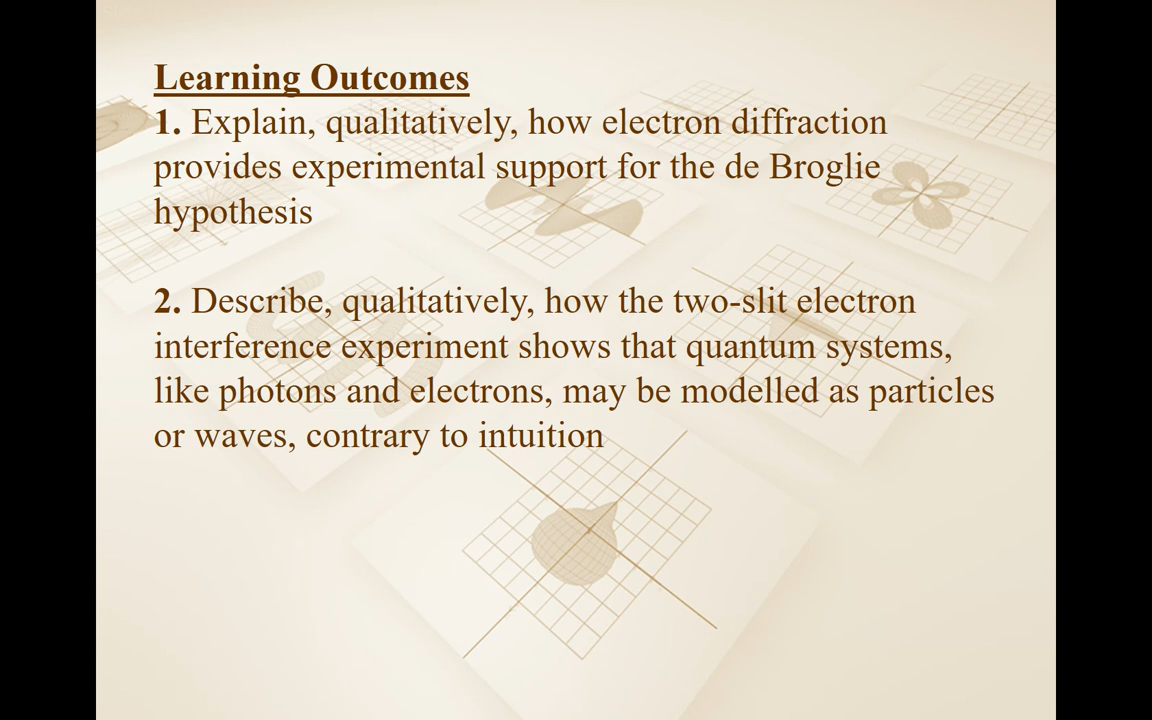 Learning Outcomes
1. Explain, qualitatively, how electron diffraction
provides experimental support for the de Broglie
hypothesis
2. Describe, qualitatively, how the two-slit electron
interference experiment shows that quantum systems,
like photons and electrons, may be modelled as particles
or waves, contrary to intuition